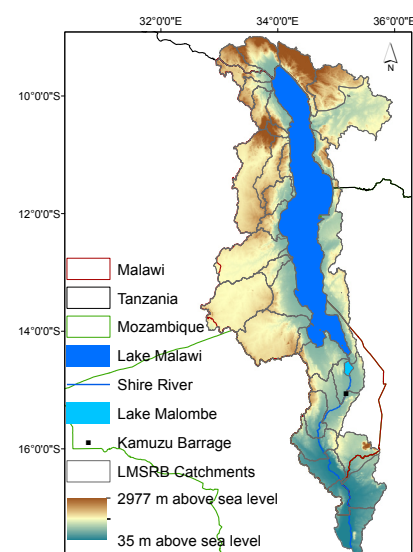 32°0'0"E 34°0'0"E 36°0'0"E
N
10°0'0"S
12°0'0"S
14°0'0"S
16°0'0"S
Malawi
Tanzania
Mozambique
Lake Malawi
Shire River
Lake Malombe
Kamuzu Barrage
LMSRB Catchments
2977 m above sea level
35 m above sea level